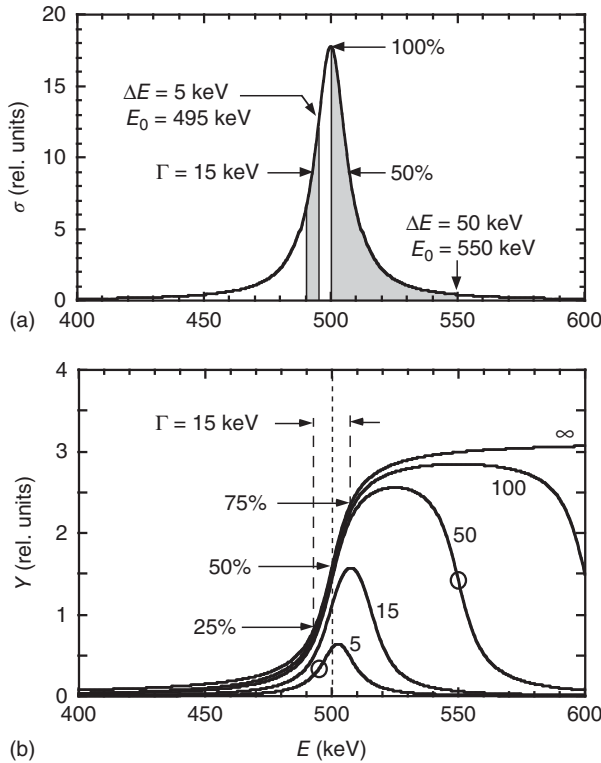 20
15
10
5
0
σ (rel. units)
100%
ΔE = 5 keV
E₀ = 495 keV
Γ = 15 keV
50%
ΔE = 50 keV
E₀ = 550 keV
400
450
500
550
600
(a)
4
3
2
1
0
Y (rel. units)
Γ = 15 keV
∞
100
75%
50
50%
15
25%
5
400
450
500
550
600
(b)
E (keV)